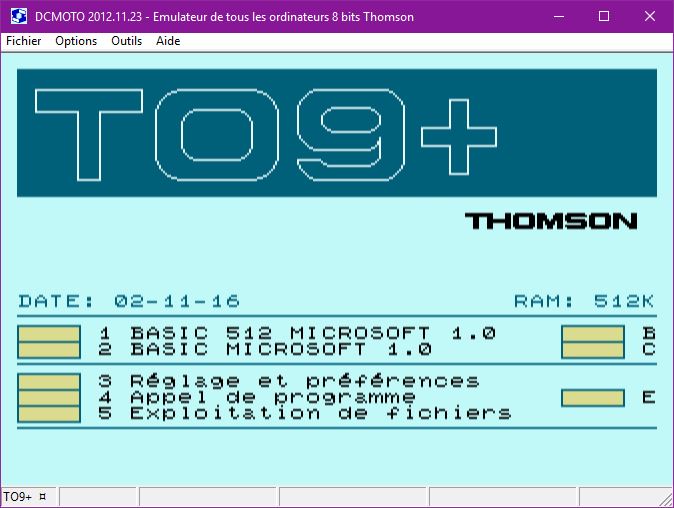 DCMOTO 2012.11.23 - Emulateur de tous les ordinateurs 8 bits Thomson
Fichier Options Outils Aide
TO9+
THOMSON
DATE: 02-11-16 RAM: 512K
1 BASIC 512 MICROSOFT 1.0 B
2 BASIC MICROSOFT 1.0 C
3 Réglage et préférences
4 Appel de programme E
5 Exploitation de fichiers
TO9+ ¤